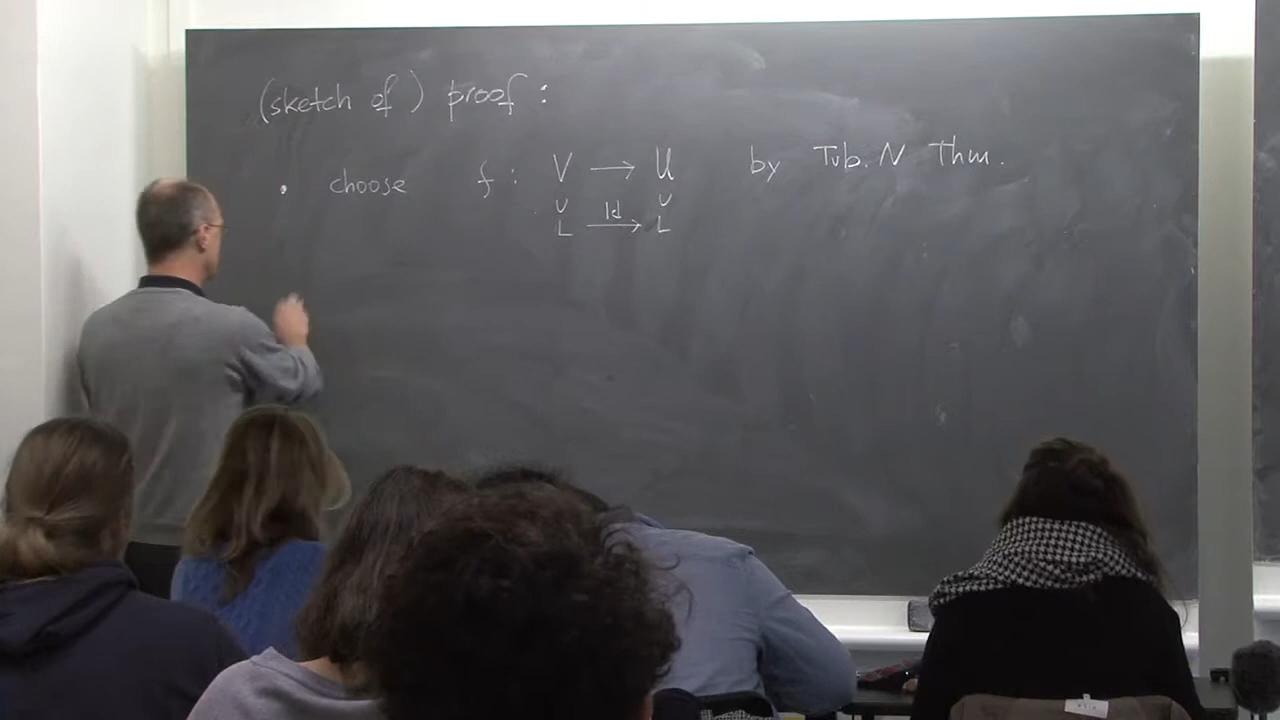 (sketch of) proof :
• choose f : V → U by Tub. N Thm.
∪ ∪
L Id→ L